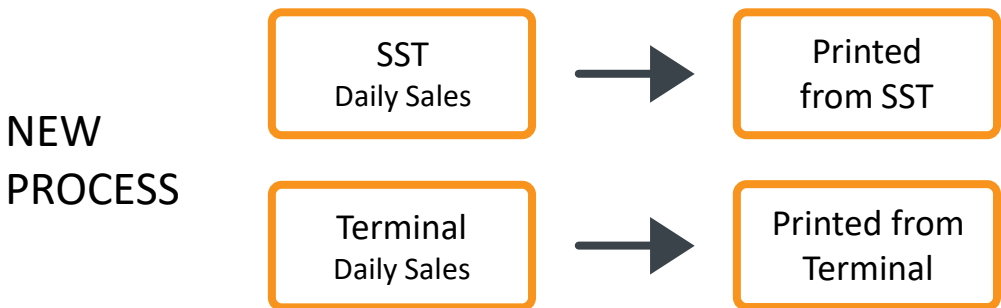 NEW
PROCESS
SST
Daily Sales
Printed
from SST
Terminal
Daily Sales
Printed from
Terminal